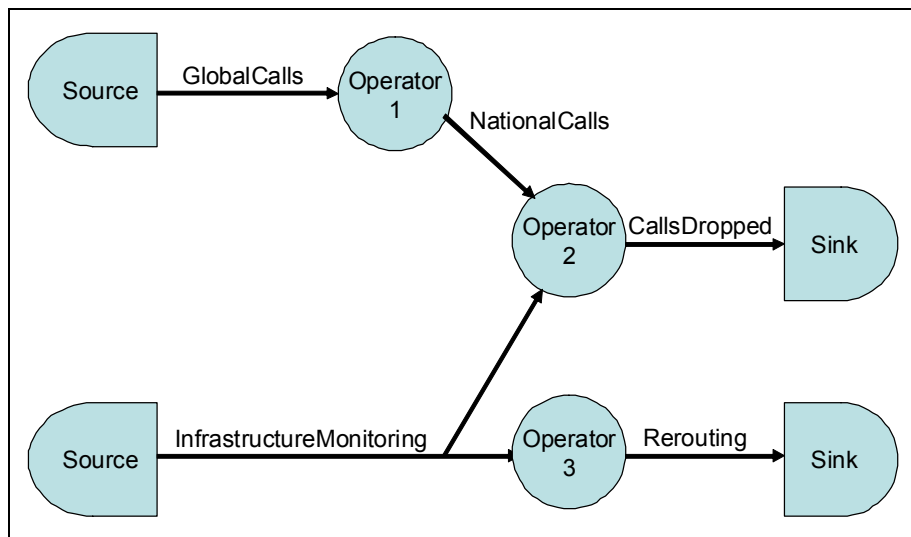 Source
GlobalCalls
Operator
1
NationalCalls
Operator
2
CallsDropped
Sink
Source
InfrastructureMonitoring
Operator
3
Rerouting
Sink